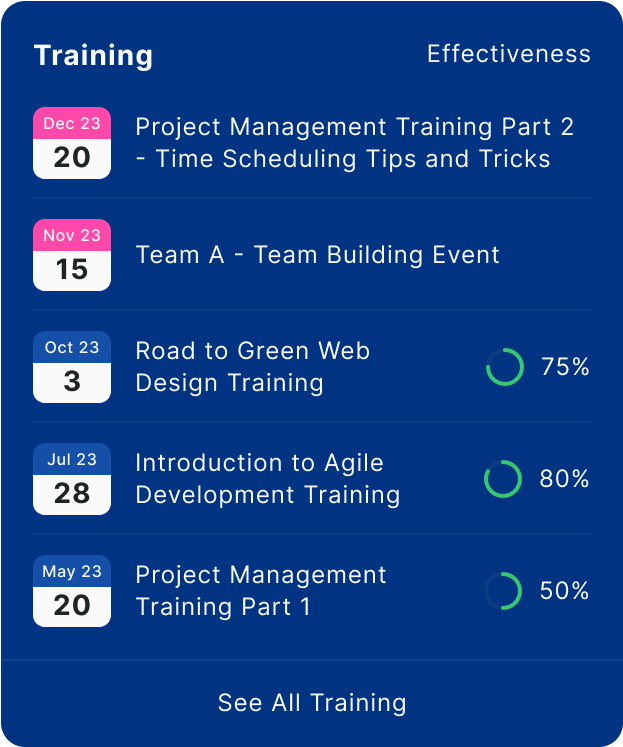 Training
Effectiveness
Dec 23
20
Project Management Training Part 2
- Time Scheduling Tips and Tricks
Nov 23
15
Team A - Team Building Event
Oct 23
3
Road to Green Web
Design Training
75%
Jul 23
28
Introduction to Agile
Development Training
80%
May 23
20
Project Management
Training Part 1
50%
See All Training